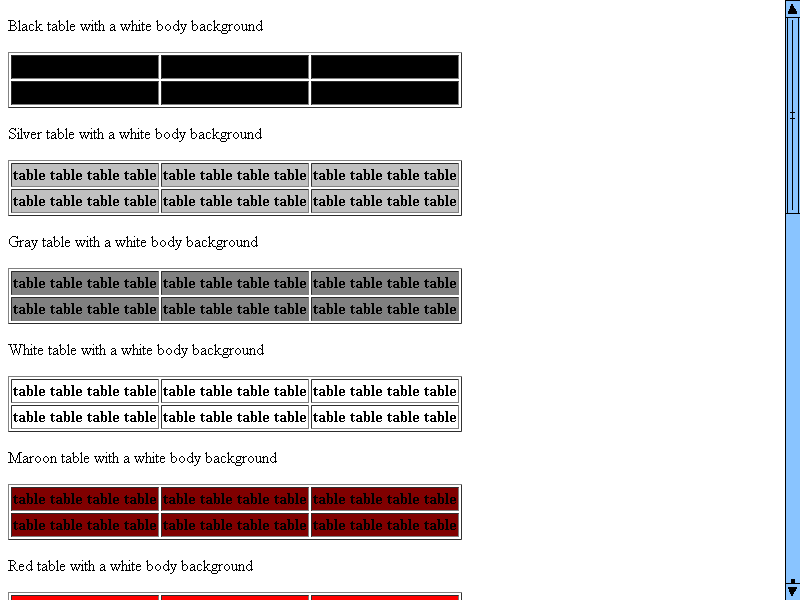 Black table with a white body background
Silver table with a white body background
table table table table table table table table table table table table
table table table table table table table table table table table table
Gray table with a white body background
table table table table table table table table table table table table
table table table table table table table table table table table table
White table with a white body background
table table table table table table table table table table table table
table table table table table table table table table table table table
Maroon table with a white body background
table table table table table table table table table table table table
table table table table table table table table table table table table
Red table with a white body background